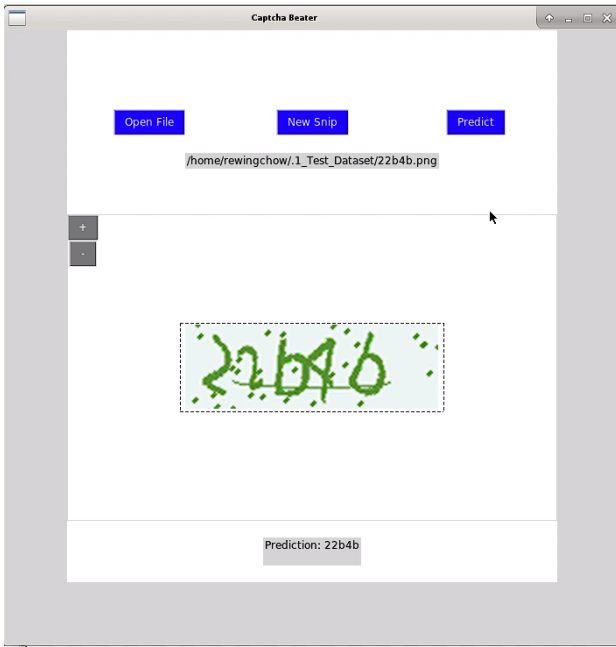 Captcha Beater
Open File New Snip Predict
/home/rewingchow/.1_Test_Dataset/22b4b.png
+
-
22b4b
Prediction: 22b4b